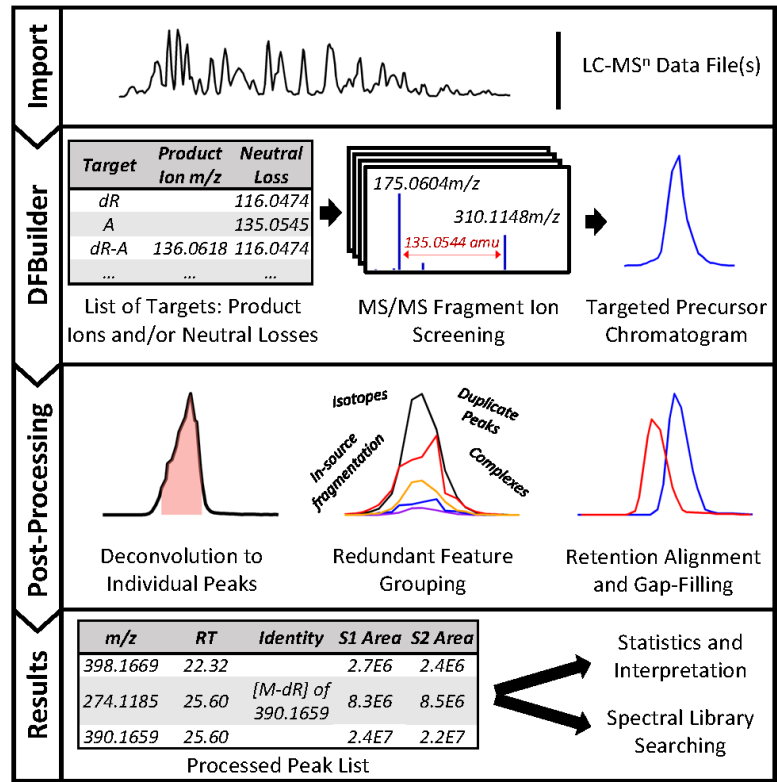 Import
LC-MSⁿ Data File(s)
DFBuilder
Target Product Ion m/z Neutral Loss
dR 116.0474
A 135.0545
dR-A 136.0618 116.0474
... ... ...
List of Targets: Product
Ions and/or Neutral Losses
175.0604m/z
310.1148m/z
135.0544 amu
MS/MS Fragment Ion
Screening
Targeted Precursor
Chromatogram
Post-Processing
Deconvolution to
Individual Peaks
Isotopes
Duplicate
Peaks
In-source
fragmentation
Complexes
Redundant Feature
Grouping
Retention Alignment
and Gap-Filling
Results
m/z RT Identity S1 Area S2 Area
398.1669 22.32 2.7E6 2.4E6
274.1185 25.60 [M-dR] of 390.1659 8.3E6 8.5E6
390.1659 25.60 2.4E7 2.2E7
Processed Peak List
Statistics and
Interpretation
Spectral Library
Searching